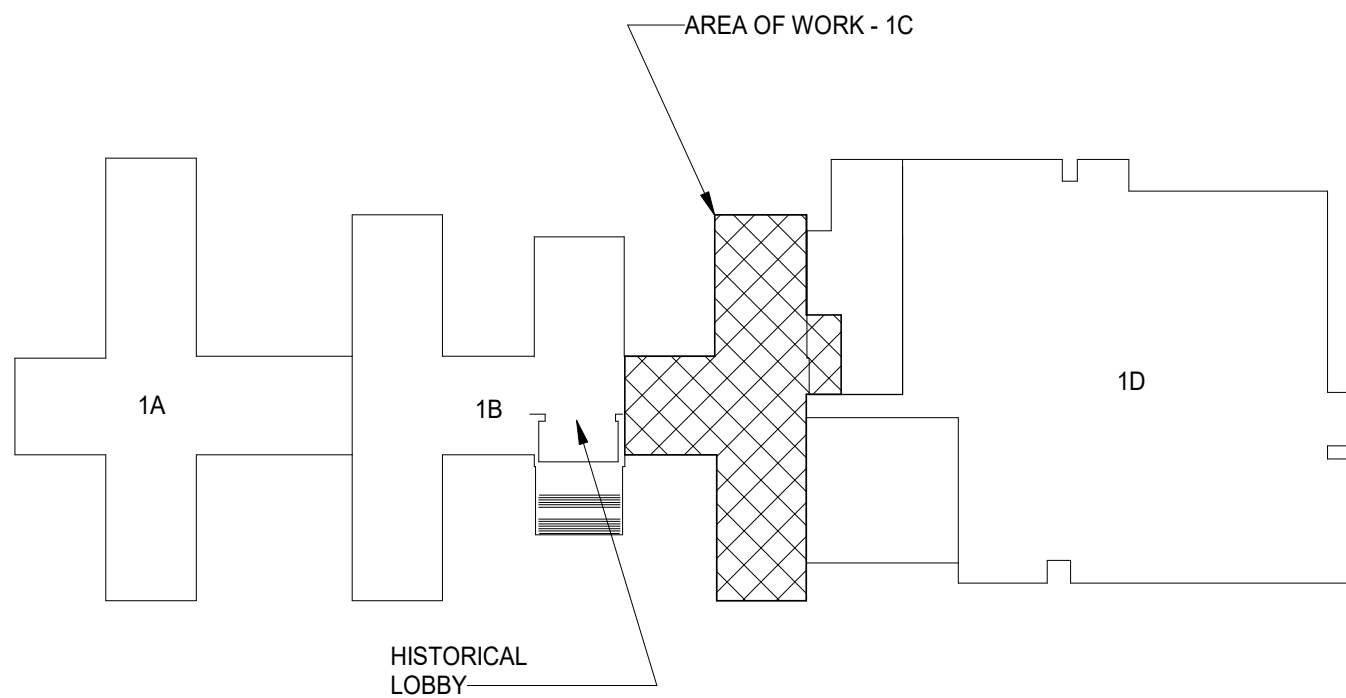 AREA OF WORK - 1C
1A
1B
1D
HISTORICAL
LOBBY